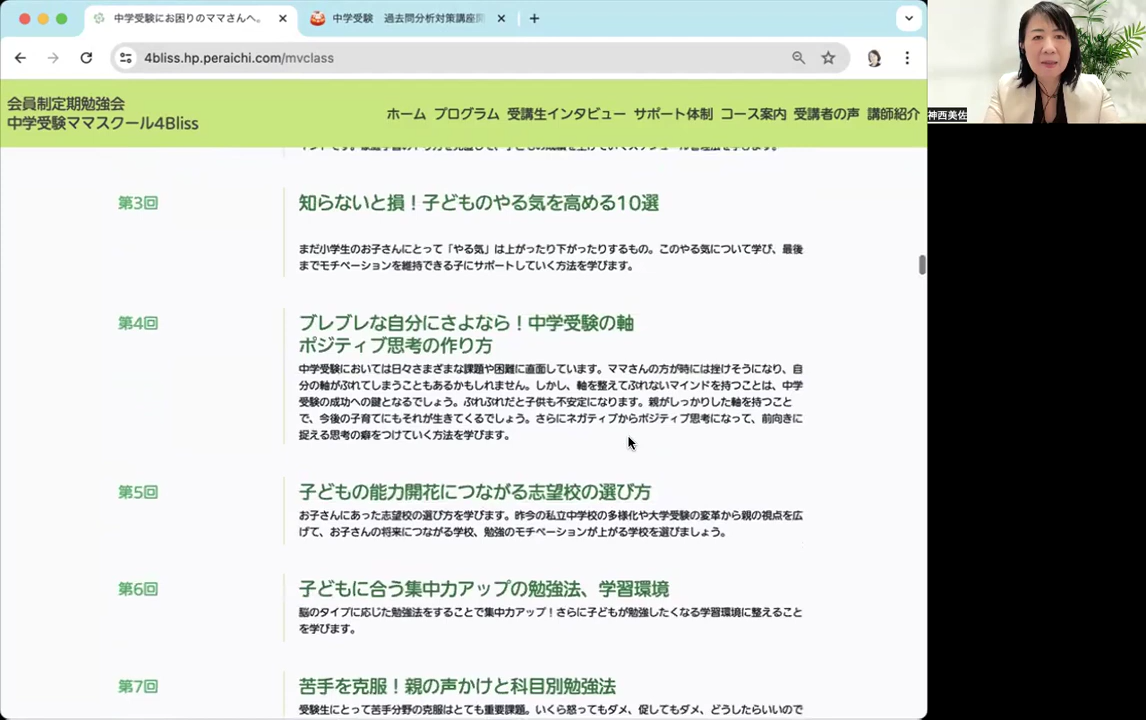 中学受験にお困りのママさんへ。
中学受験 過去問分析対策講座
4bliss.hp.peraichi.com/mvclass
会員制定期勉強会
中学受験ママスクール4Bliss
ホーム プログラム 受講生インタビュー サポート体制 コース案内 受講者の声 講師紹介
神西美佐
第3回
知らないと損！子どものやる気を高める10選
まだ小学生のお子さんにとって「やる気」は上がったり下がったりするもの。このやる気について学び、最後
までモチベーションを維持できる子にサポートしていく方法を学びます。
第4回
ブレブレな自分にさよなら！中学受験の軸
ポジティブ思考の作り方
中学受験においては日々さまざまな課題や困難に直面しています。ママさんの方が時には挫けそうになり、自
分の軸がぶれてしまうこともあるかもしれません。しかし、軸を整えてぶれないマインドを持つことは、中学
受験の成功への鍵となるでしょう。ぶれぶれだと子供も不安定になります。親がしっかりした軸を持つこと
で、今後の子育てにもそれが生きてくるでしょう。さらにネガティブからポジティブ思考になって、前向きに
捉える思考の癖をつけていく方法を学びます。
第5回
子どもの能力開花につながる志望校の選び方
お子さんにあった志望校の選び方を学びます。昨今の私立中学校の多様化や大学受験の変革から親の視点を広
げて、お子さんの将来につながる学校、勉強のモチベーションが上がる学校を選びましょう。
第6回
子どもに合う集中力アップの勉強法、学習環境
脳のタイプに応じた勉強法をすることで集中力アップ！さらに子どもが勉強したくなる学習環境に整えること
を学びます。
第7回
苦手を克服！親の声かけと科目別勉強法
受験生にとって苦手分野の克服はとても重要課題。いくら怒ってもダメ、促してもダメ、どうしたらいいので